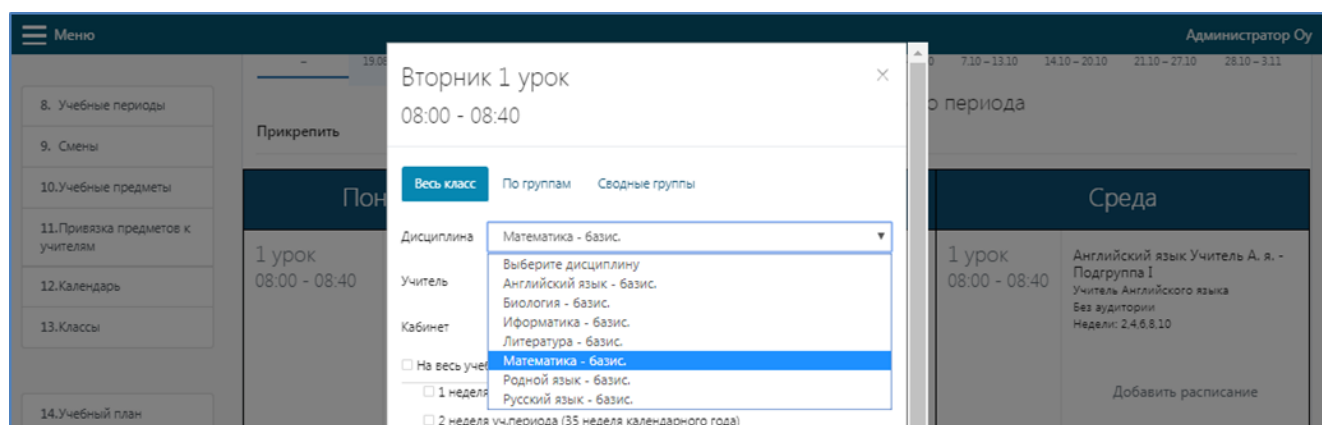 Меню
Администратор Оу
8. Учебные периоды
9. Смены
10.Учебные предметы
11.Привязка предметов к
учителям
12.Календарь
13.Классы
14.Учебный план
–
19.08
7.10 – 13.10 14.10 – 20.10 21.10 – 27.10 28.10 – 3.11
периода
Прикрепить
Вторник 1 урок
×
08:00 - 08:40
Весь класс По группам Сводные группы
Дисциплина Математика - базис.
Выберите дисциплину
Учитель
Английский язык - базис.
Биология - базис.
Кабинет
Иформатика - базис.
Литература - базис.
На весь учеб
Математика - базис.
Родной язык - базис.
1 неделя
Русский язык - базис.
2 неделя уч.периода (35 неделя календарного года)
Пон
1 урок
08:00 - 08:40
Среда
1 урок
08:00 - 08:40
Английский язык Учитель А. я. -
Подгруппа I
Учитель Английского языка
Без аудитории
Недели: 2,4,6,8,10
Добавить расписание